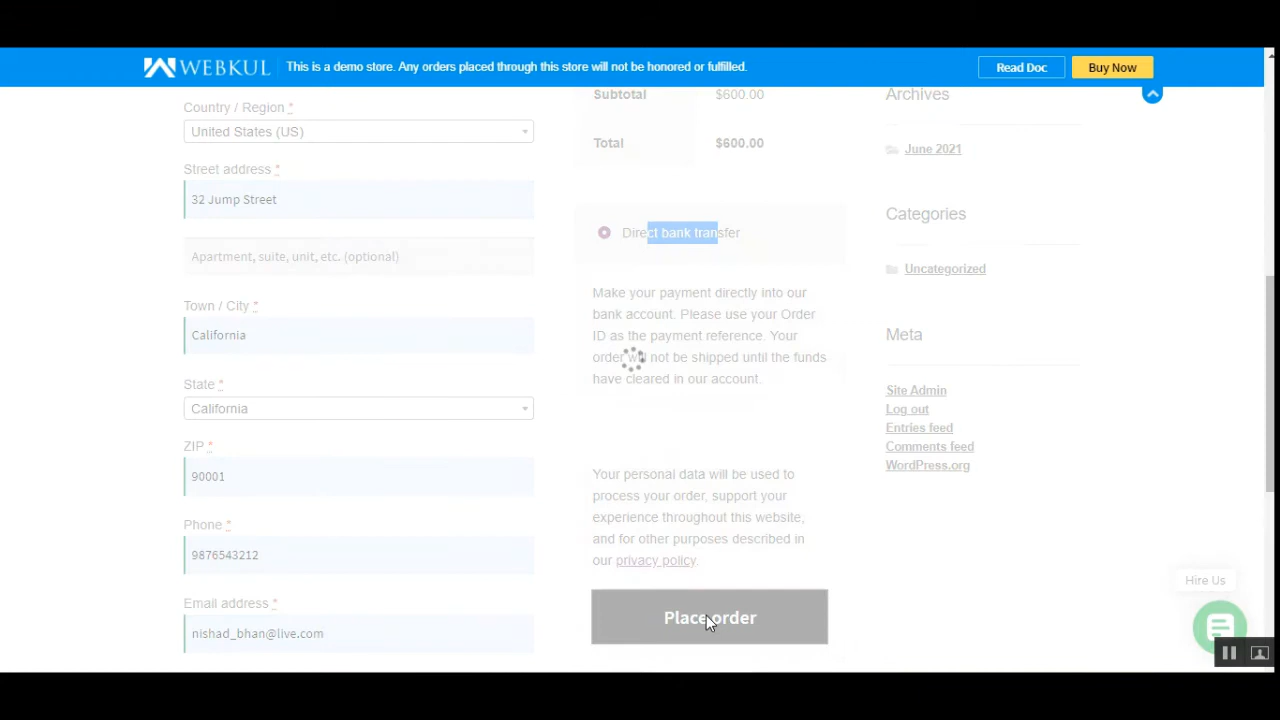 WEBKUL
This is a demo store. Any orders placed through this store will not be honored or fulfilled.
Read Doc
Buy Now
Country / Region *
United States (US)
Street address *
32 Jump Street
Apartment, suite, unit, etc. (optional)
Town / City *
California
State *
California
ZIP *
90001
Phone *
9876543212
Email address *
nishad_bhan@live.com
Subtotal $600.00
Total $600.00
Direct bank transfer
Make your payment directly into our
bank account. Please use your Order
ID as the payment reference. Your
order will not be shipped until the funds
have cleared in our account.
Your personal data will be used to
process your order, support your
experience throughout this website,
and for other purposes described in
our privacy policy.
Place order
Archives
June 2021
Categories
Uncategorized
Meta
Site Admin
Log out
Entries feed
Comments feed
WordPress.org
Hire Us